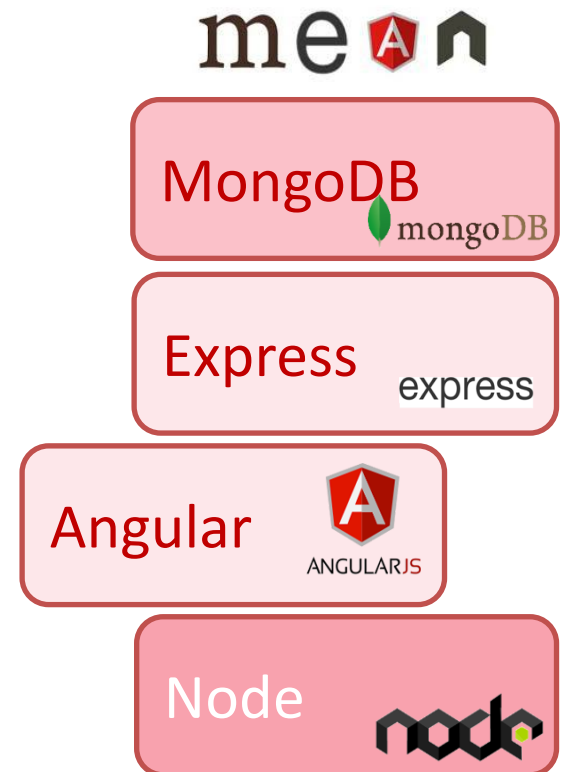 mean
MongoDB
mongoDB
Express
express
Angular
A
ANGULARJS
Node
node